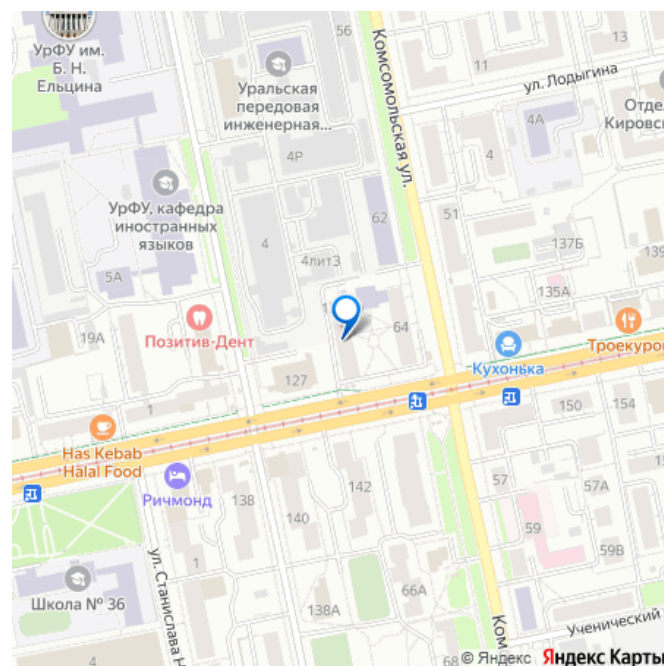 УрФУ им.
Б. Н.
Ельцина
56
Уральская
передовая
инженерная...
Комсомольская ул.
13
11
ул. Лодыгина
Отде
Кировс
4А
4
4Р
УрФУ, кафедра
иностранных
языков
62
51
137Б
139
4
4лит3
5А
135А
19А
Позитив-Дент
64
Троекуро
Кухонька
127
1
150
154
Has Kebab
Halal Food
Ричмонд
138
142
140
57
57А
59
59В
ул. Станислава Н
1
Школа № 36
138А
66А
68
Ком
Ученический
4
© Яндекс
Яндекс Карты